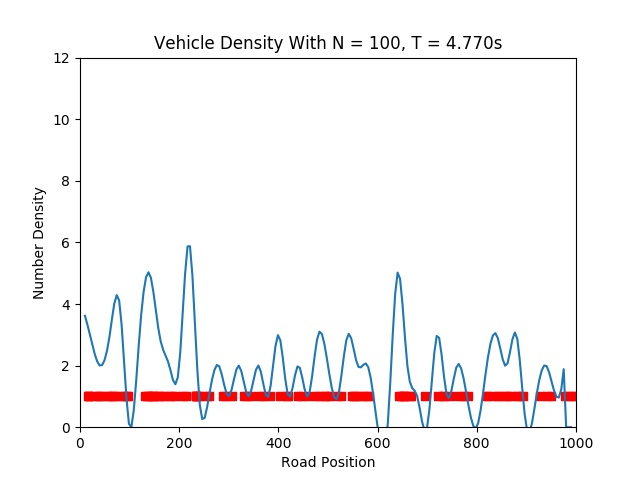 Vehicle Density With N = 100, T = 4.770s
12
10
8
6
4
2
0
Number Density
0 200 400 600 800 1000
Road Position